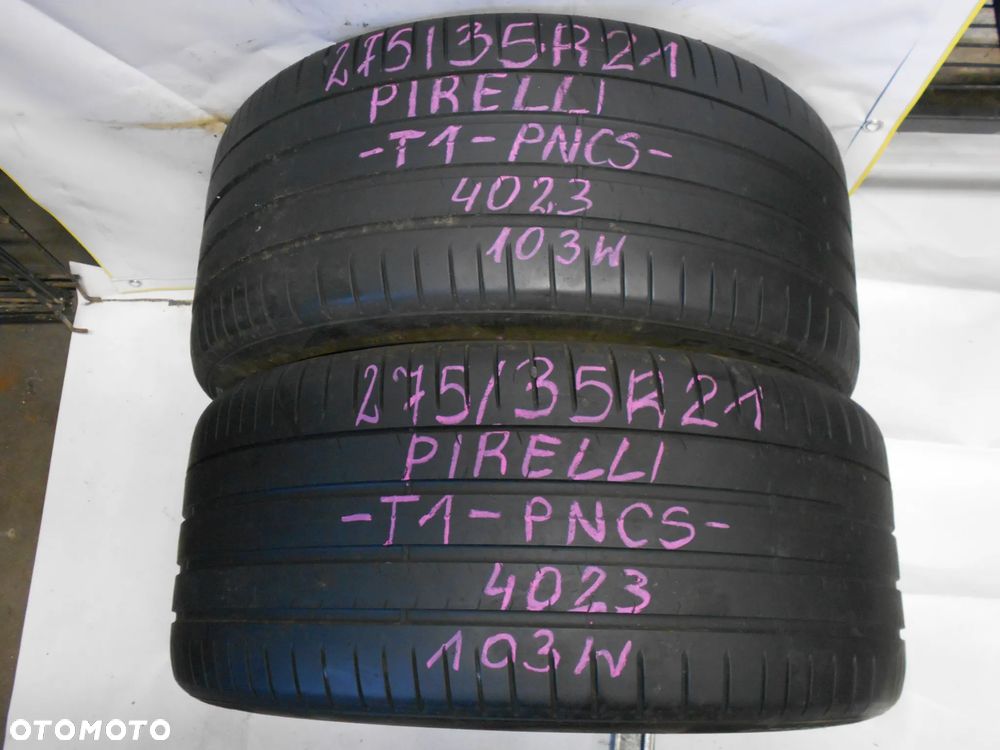 275/35R21
PIRELLI
-T1-PNCS-
4023
103W
275/35R21
PIRELLI
-T1-PNCS-
4023
103W
OTOMOTO